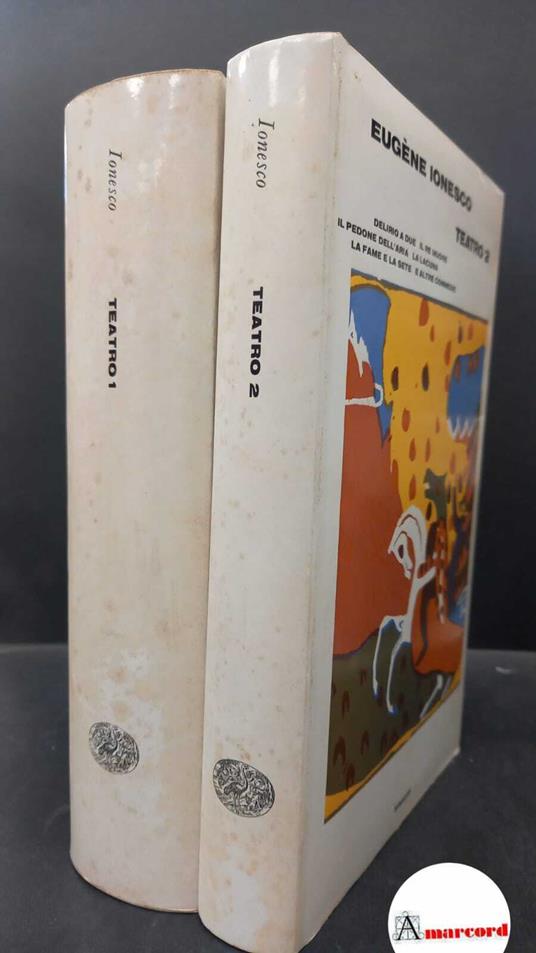 Ionesco
TEATRO 1
Ionesco
TEATRO 2
EUGÈNE IONESCO
TEATRO 2
DELIRIO A DUE IL RE MUORE
IL PEDONE DELL'ARIA LA LACUNA
LA FAME E LA SETE E ALTRE COMMEDIE
Amarcord